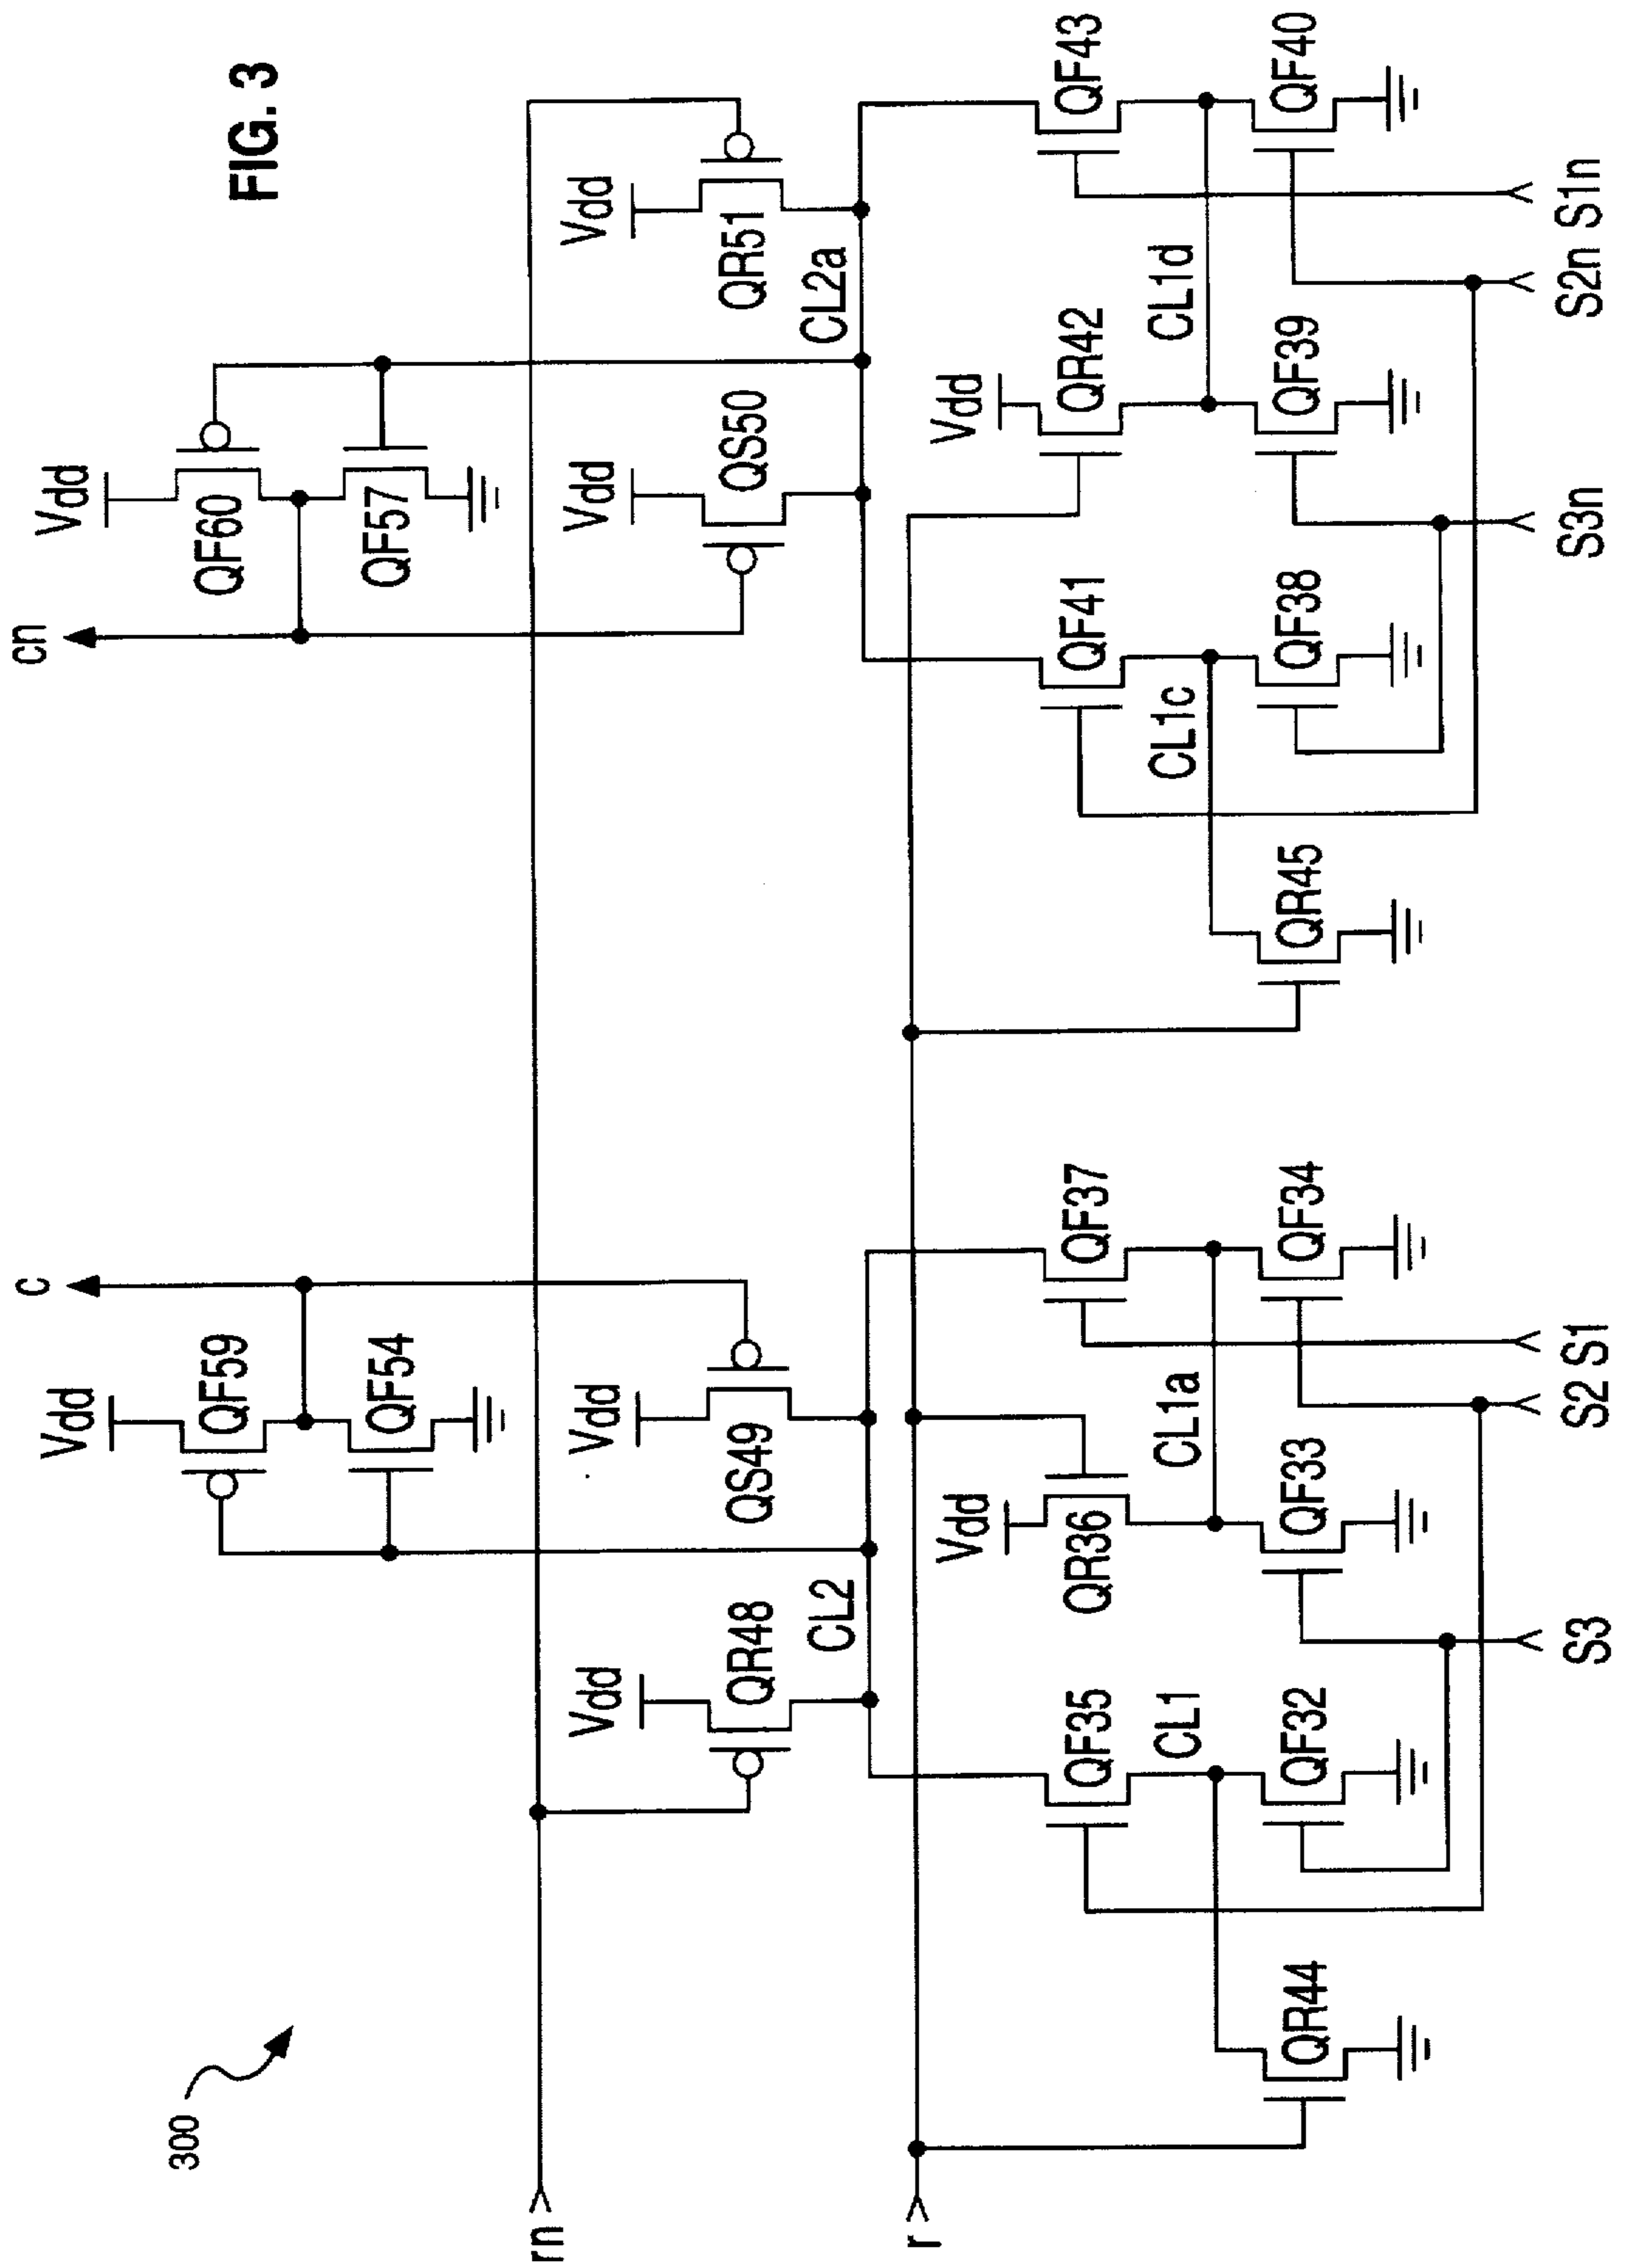 FIG. 3
300
cn
c
Vdd
QF60
QF57
Vdd
QF59
QF54
rn
Vdd
QR48
Vdd
QS49
CL2
Vdd
QS50
Vdd
QR51
CL2a
r
QR44
QF35
CL1
QF32
Vdd
QR36
CL1a
QF33
QF37
QF34
QR45
QF41
CL1c
QF38
Vdd
QR42
CL1d
QF39
QF43
QF40
S3
S2
S1
S3n
S2n
S1n